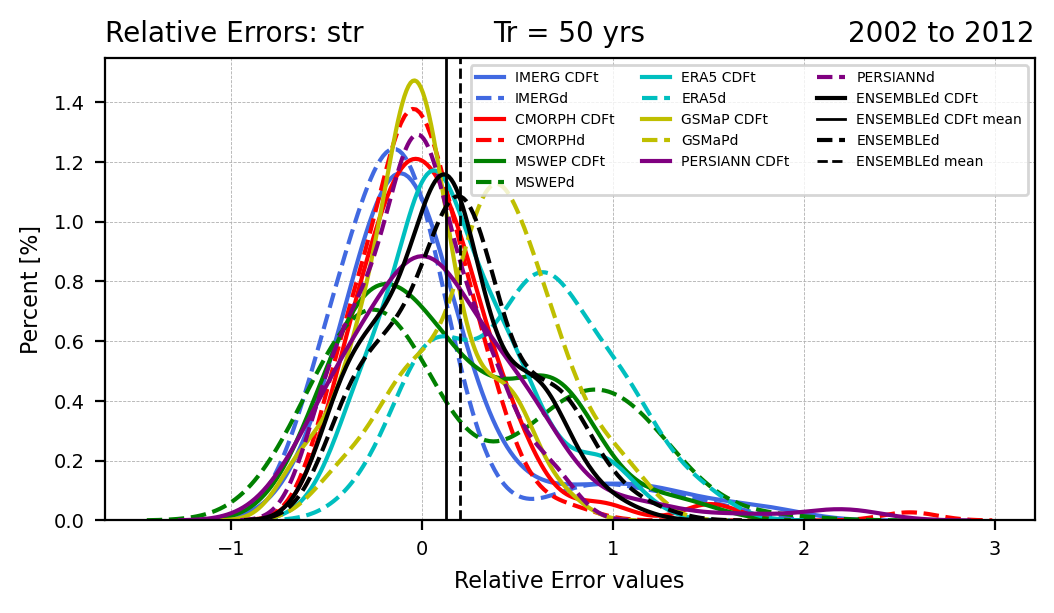 Relative Errors: str
Tr = 50 yrs
2002 to 2012
IMERG CDFt
IMERGd
CMORPH CDFt
CMORPHd
MSWEP CDFt
MSWEPd
ERA5 CDFt
ERA5d
GSMaP CDFt
GSMaPd
PERSIANN CDFt
PERSIANNd
ENSEMBLEd CDFt
ENSEMBLEd CDFt mean
ENSEMBLEd
ENSEMBLEd mean
Percent [%]
1.4
1.2
1.0
0.8
0.6
0.4
0.2
0.0
−1
0
1
2
3
Relative Error values